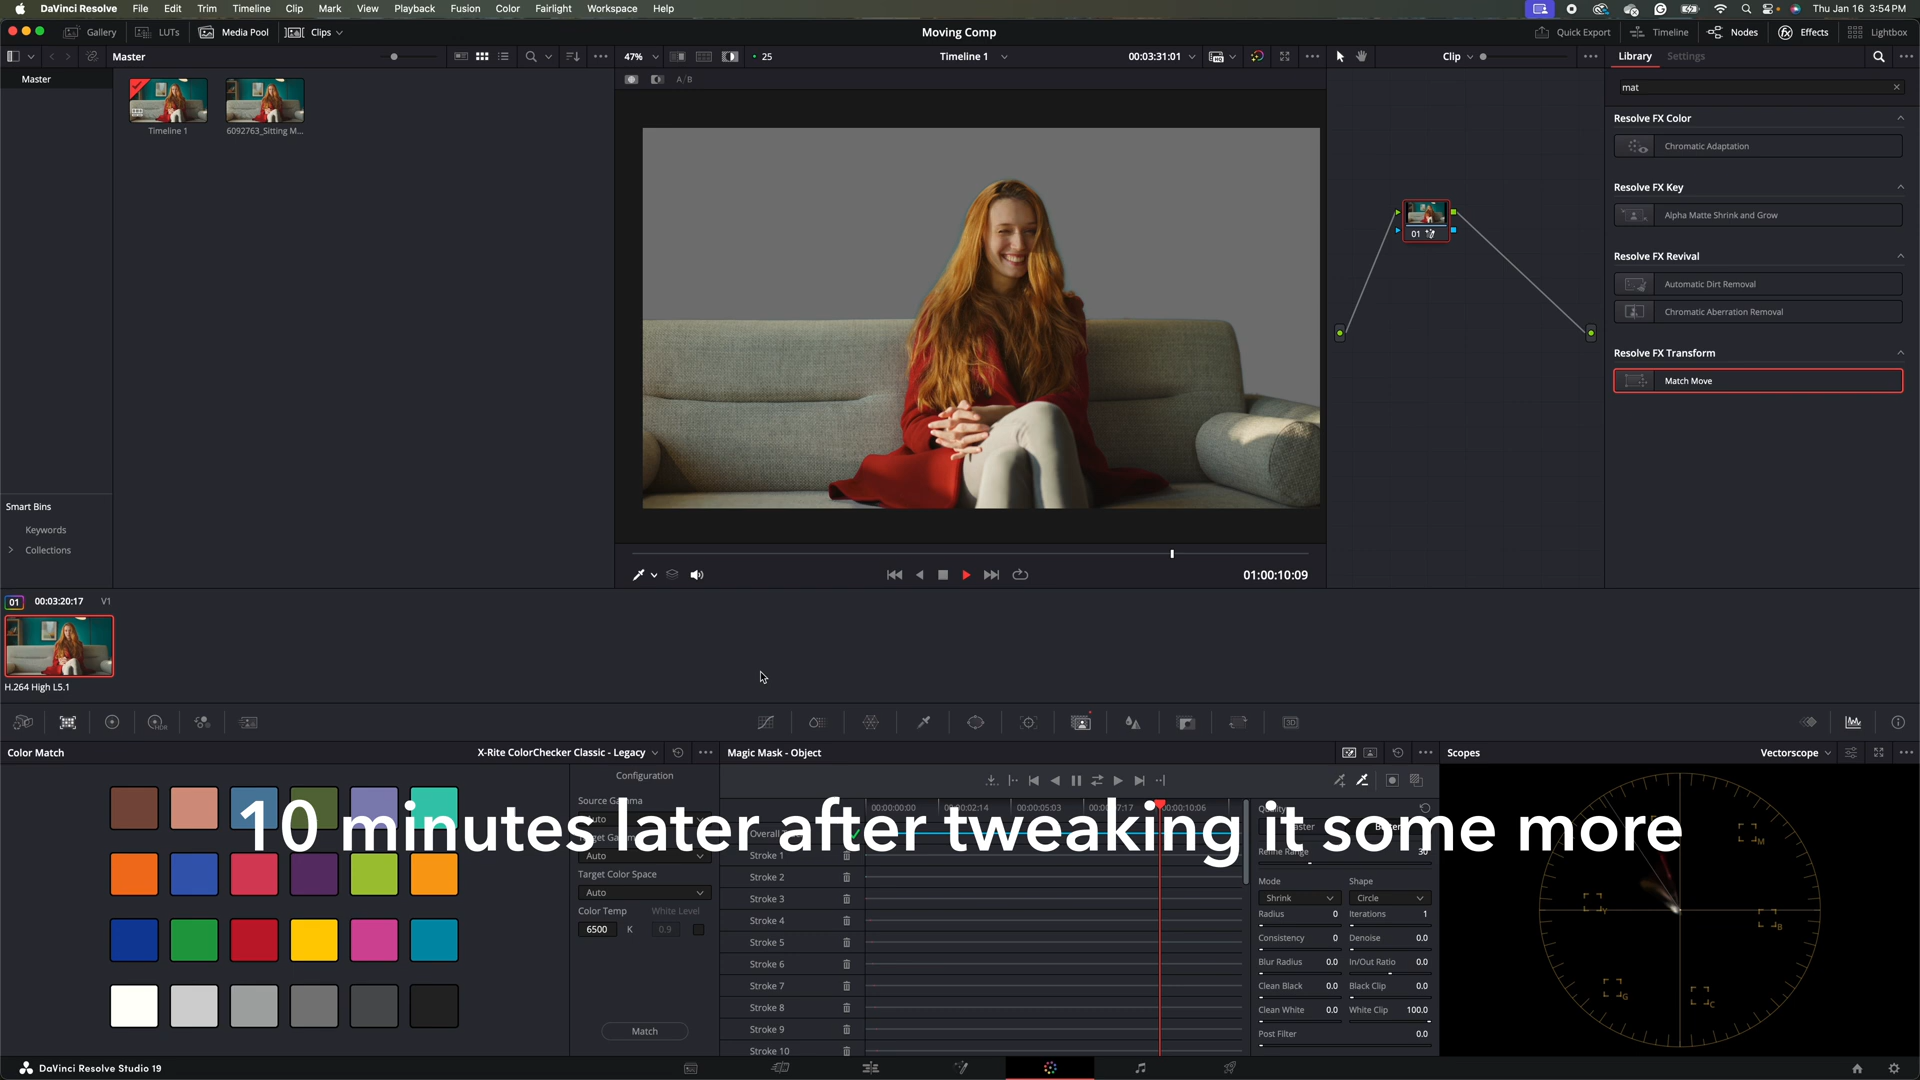 DaVinci Resolve File Edit Trim Timeline Clip Mark View Playback Fusion Color Fairlight Workspace Help
Thu Jan 16 3:54 PM
Gallery LUTs Media Pool Clips
Moving Comp
Quick Export Timeline Nodes Effects Lightbox
Master
47% 25 Timeline 1 00:03:31:01
Clip
Library Settings
Master
A/B
mat
Timeline 1
6092763_Sitting M...
Resolve FX Color
Chromatic Adaptation
Resolve FX Key
Alpha Matte Shrink and Grow
01
Resolve FX Revival
Automatic Dirt Removal
Chromatic Aberration Removal
Resolve FX Transform
Match Move
Smart Bins
Keywords
Collections
01:00:10:09
01 00:03:20:17 V1
H.264 High L5.1
Color Match
X-Rite ColorChecker Classic - Legacy
Magic Mask - Object
Scopes
Vectorscope
Configuration
Source Gamma
Auto
Target Color Space
Auto
Color Temp White Level
6500 K 0.9
Match
00:00:00:00 00:00:05:03 00:00:10:06
10 minutes later after tweaking it some more
Overall
Stroke 1
Stroke 2
Stroke 3
Stroke 4
Stroke 5
Stroke 6
Stroke 7
Stroke 8
Stroke 9
Stroke 10
Quality
Refine Range 30
Mode Shape
Shrink Circle
Radius 0 Iterations 1
Consistency 0 Denoise 0.0
Blur Radius 0.0 In/Out Ratio 0.0
Clean Black 0.0 Black Clip 0.0
Clean White 0.0 White Clip 100.0
Post Filter 0.0
M
Y
B
G
C
DaVinci Resolve Studio 19